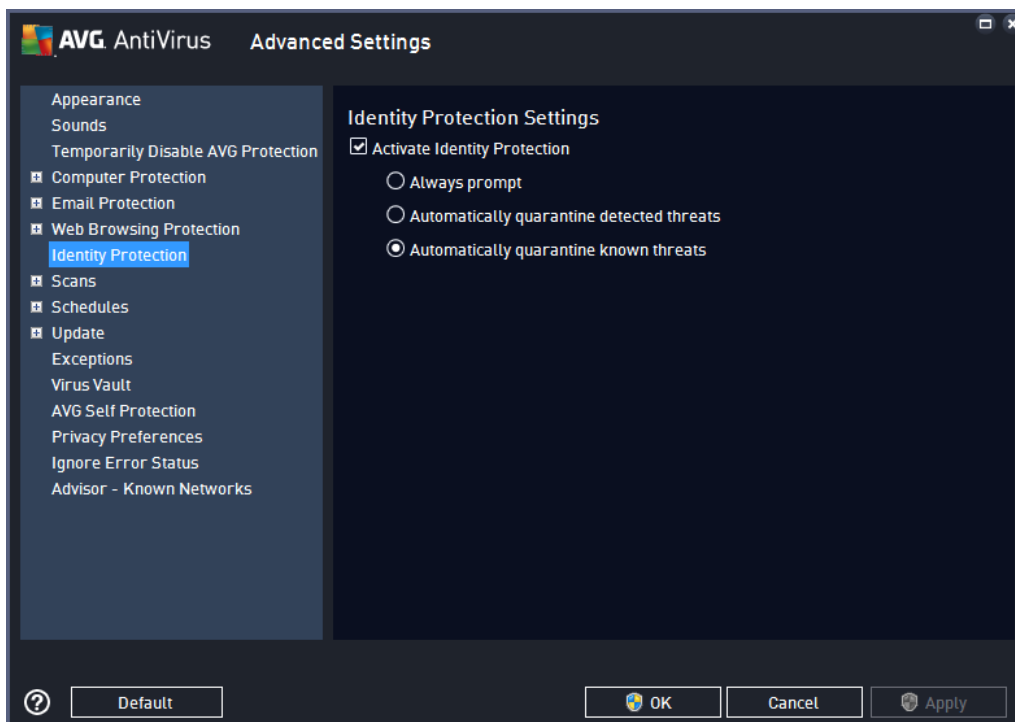 AVG. AntiVirus Advanced Settings
Appearance
Sounds
Temporarily Disable AVG Protection
Computer Protection
Email Protection
Web Browsing Protection
Identity Protection
Scans
Schedules
Update
Exceptions
Virus Vault
AVG Self Protection
Privacy Preferences
Ignore Error Status
Advisor - Known Networks
Identity Protection Settings
Activate Identity Protection
Always prompt
Automatically quarantine detected threats
Automatically quarantine known threats
? Default OK Cancel Apply